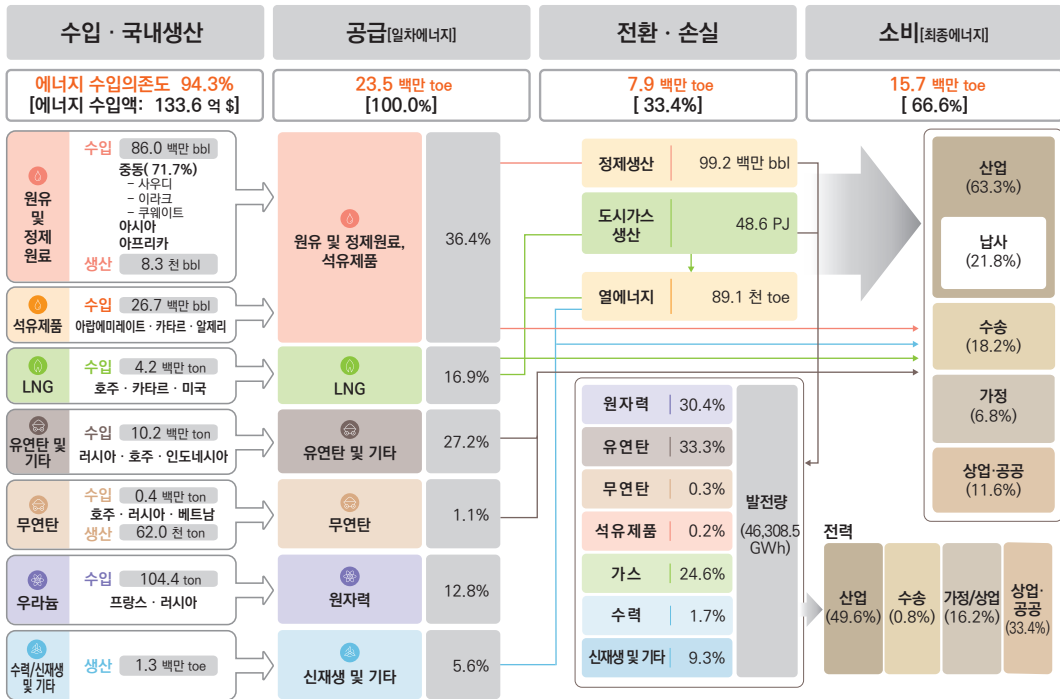 수입 · 국내생산
공급[일차에너지]
전환 · 손실
소비[최종에너지]
에너지 수입의존도 94.3%
[에너지 수입액: 133.6 억 $]
23.5 백만 toe
[100.0%]
7.9 백만 toe
[ 33.4%]
15.7 백만 toe
[ 66.6%]
원유
및
정제
원료
수입 86.0 백만 bbl
중동( 71.7%)
– 사우디
– 이라크
– 쿠웨이트
아시아
아프리카
생산 8.3 천 bbl
석유제품
수입 26.7 백만 bbl
아랍에미레이트 · 카타르 · 알제리
LNG
수입 4.2 백만 ton
호주 · 카타르 · 미국
유연탄 및
기타
수입 10.2 백만 ton
러시아 · 호주 · 인도네시아
무연탄
수입 0.4 백만 ton
호주 · 러시아 · 베트남
생산 62.0 천 ton
우라늄
수입 104.4 ton
프랑스 · 러시아
수력/신재생
및 기타
생산 1.3 백만 toe
원유 및 정제원료,
석유제품
36.4%
LNG
16.9%
유연탄 및 기타
27.2%
무연탄
1.1%
원자력
12.8%
신재생 및 기타
5.6%
정제생산 99.2 백만 bbl
도시가스
생산
48.6 PJ
열에너지 89.1 천 toe
원자력 30.4%
유연탄 33.3%
무연탄 0.3%
석유제품 0.2%
가스 24.6%
수력 1.7%
신재생 및 기타 9.3%
발전량
(46,308.5
GWh)
산업
(63.3%)
납사
(21.8%)
수송
(18.2%)
가정
(6.8%)
상업·공공
(11.6%)
전력
산업
(49.6%)
수송
(0.8%)
가정/상업
(16.2%)
상업·
공공
(33.4%)